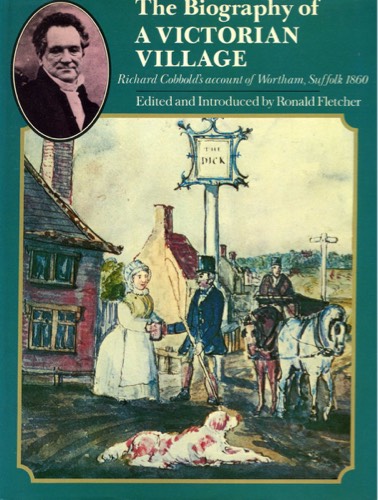 The Biography of
A VICTORIAN
VILLAGE
Richard Cobbold's account of Wortham, Suffolk 1860
Edited and Introduced by Ronald Fletcher
THE
DICK